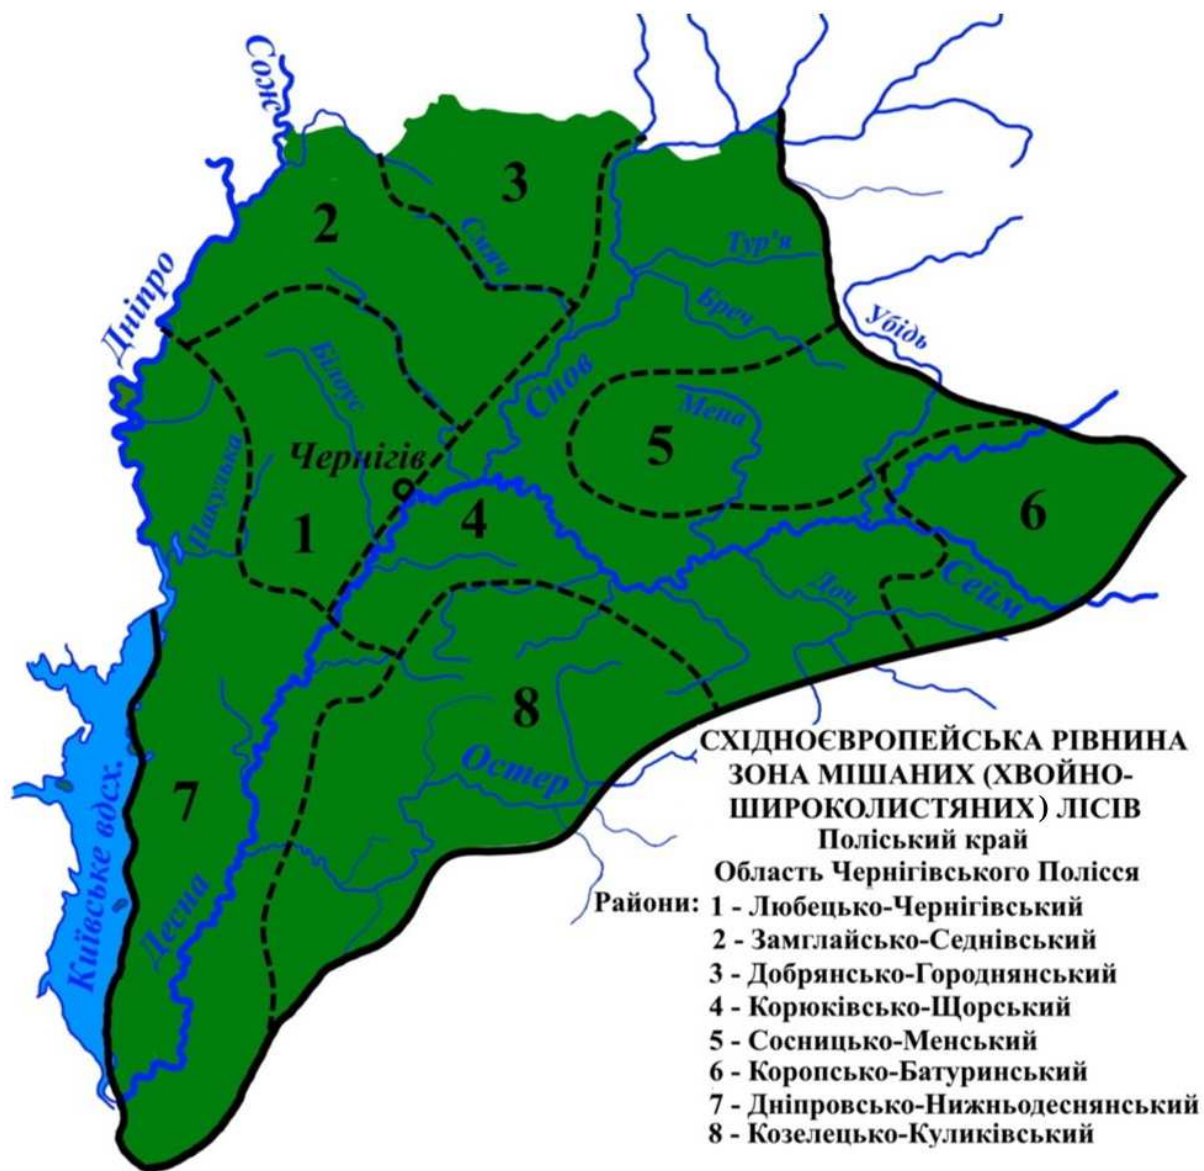 Сож
3
2
Смяч
Тур'я
Дніпро
Бреч
Убідь
Білоус
Снов
Мена
5
Чернігів
Пакулька
6
1
4
Доч
Сейм
8
СХІДНОЄВРОПЕЙСЬКА РІВНИНА
ЗОНА МІШАНИХ (ХВОЙНО-
ШИРОКОЛИСТЯНИХ) ЛІСІВ
Поліський край
Область Чернігівського Полісся
Остер
7
Київське вдсх.
Десна
Райони: 1 - Любецько-Чернігівський
2 - Замглайсько-Седнівський
3 - Добрянсько-Городнянський
4 - Корюківсько-Щорський
5 - Сосницько-Менський
6 - Коропсько-Батуринський
7 - Дніпровсько-Нижньодеснянський
8 - Козелецько-Куликівський